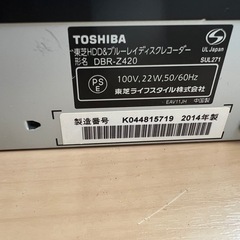 TOSHIBA
東芝HDD&ブルーレイディスクレコーダー
形名 DBR-Z420
UL Japan
SUL271
PS
E
100V, 22W, 50/60Hz
東芝ライフスタイル株式会社
EAV11JH 中国製
製造番号 K044815719 2014年製